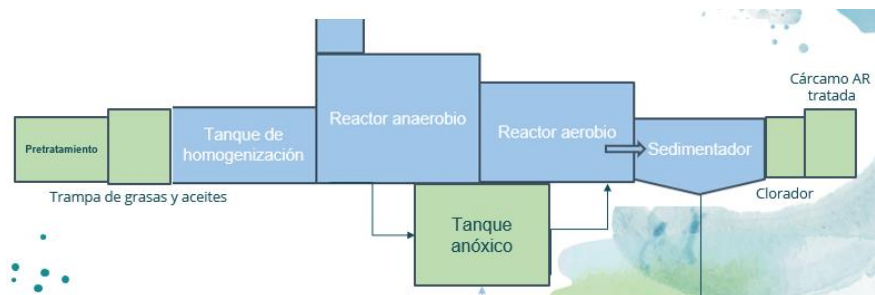 Pretratamiento
Trampa de grasas y aceites
Tanque de
homogenización
Reactor anaerobio
Tanque
anóxico
Reactor aerobio
Sedimentador
Clorador
Cárcamo AR
tratada